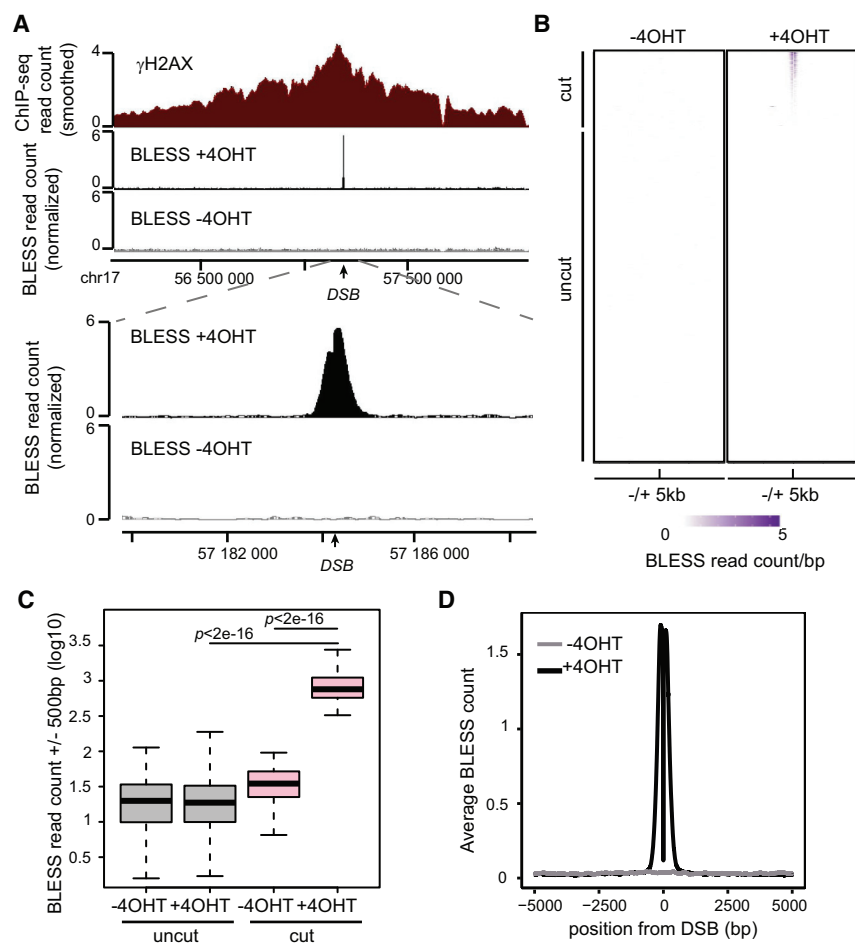 A
ChIP-seq
read count
(smoothed)
4
0
γH2AX
BLESS read count
(normalized)
6
0
BLESS +4OHT
6
0
BLESS -4OHT
chr17
56 500 000
57 500 000
DSB
BLESS read count
(normalized)
6
0
BLESS +4OHT
6
0
BLESS -4OHT
57 182 000
57 186 000
DSB
B
-4OHT
+4OHT
cut
uncut
-/+ 5kb
-/+ 5kb
0
5
BLESS read count/bp
C
BLESS read count +/- 500bp (log10)
3.5
3
2.5
2
1.5
1
0.5
p<2e-16
p<2e-16
-4OHT +4OHT
-4OHT +4OHT
uncut
cut
D
Average BLESS count
1.5
1
0.5
0
-4OHT
+4OHT
−5000
−2500
0
2500
5000
position from DSB (bp)